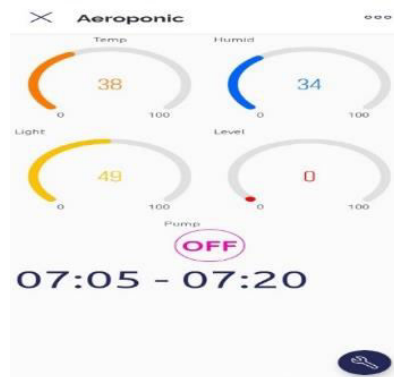 Aeroponic
Temp Humid
38 34
0 100 0 100
Light Level
49 0
0 100 0 100
Pump
OFF
07:05 - 07:20